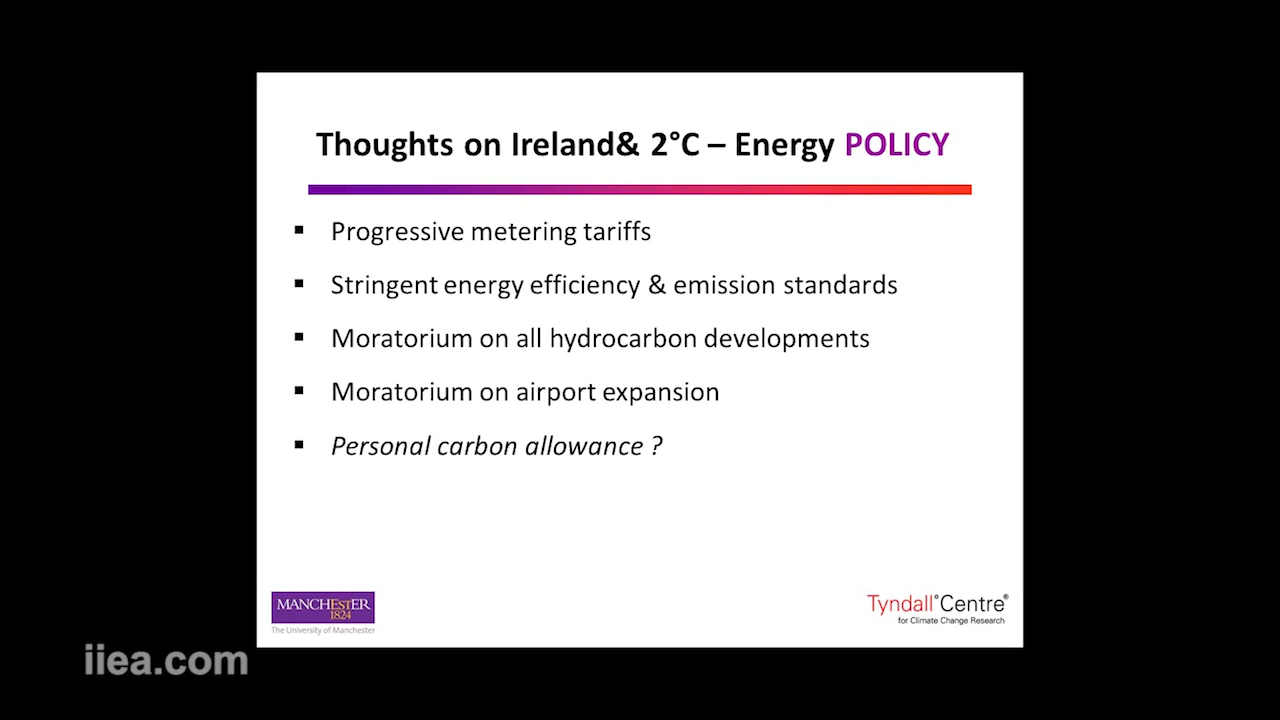 Thoughts on Ireland& 2°C – Energy POLICY
▪ Progressive metering tariffs
▪ Stringent energy efficiency & emission standards
▪ Moratorium on all hydrocarbon developments
▪ Moratorium on airport expansion
▪ Personal carbon allowance ?
MANCHESTER
1824
The University of Manchester
Tyndall°Centre®
for Climate Change Research
iiea.com